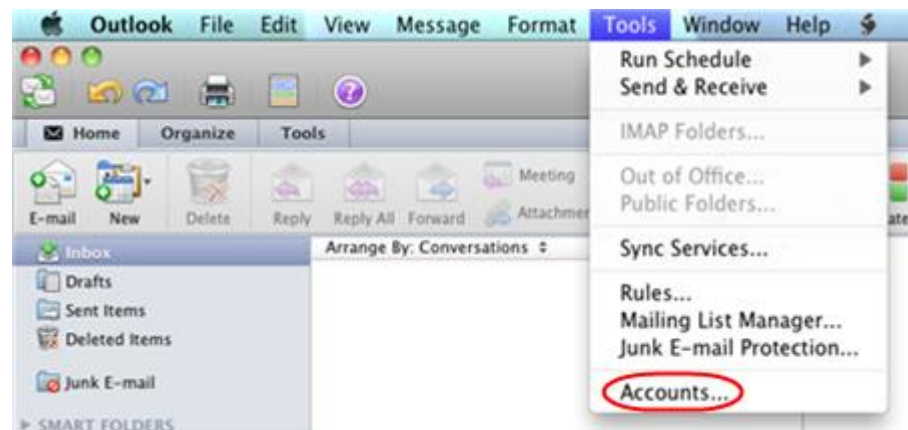 Outlook File Edit View Message Format Tools Window Help
Home Organize Tools
E-mail New Delete Reply Reply All Forward
Meeting
Inbox
Drafts
Sent Items
Deleted Items
Junk E-mail
SMART FOLDERS
Arrange By: Conversations
Run Schedule
Send & Receive
IMAP Folders...
Out of Office...
Public Folders...
Sync Services...
Rules...
Mailing List Manager...
Junk E-mail Protection...
Accounts...